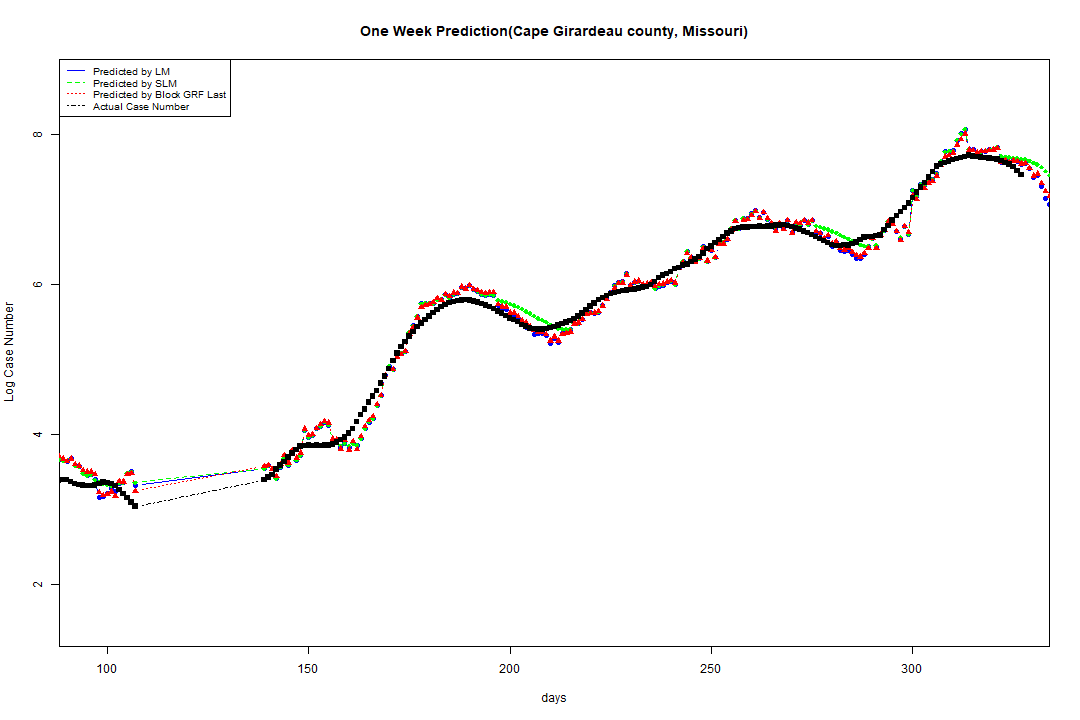 One Week Prediction(Cape Girardeau county, Missouri)
Predicted by LM
Predicted by SLM
Predicted by Block GRF Last
Actual Case Number
8
6
4
2
Log Case Number
100 150 200 250 300
days